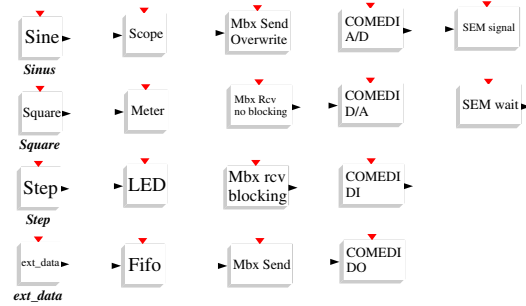 Sine
Sinus
Scope
Mbx Send
Overwrite
COMEDI
A/D
SEM signal
Square
Square
Meter
Mbx Rcv
no blocking
COMEDI
D/A
SEM wait
Step
Step
LED
Mbx rcv
blocking
COMEDI
DI
ext_data
ext_data
Fifo
Mbx Send
COMEDI
DO